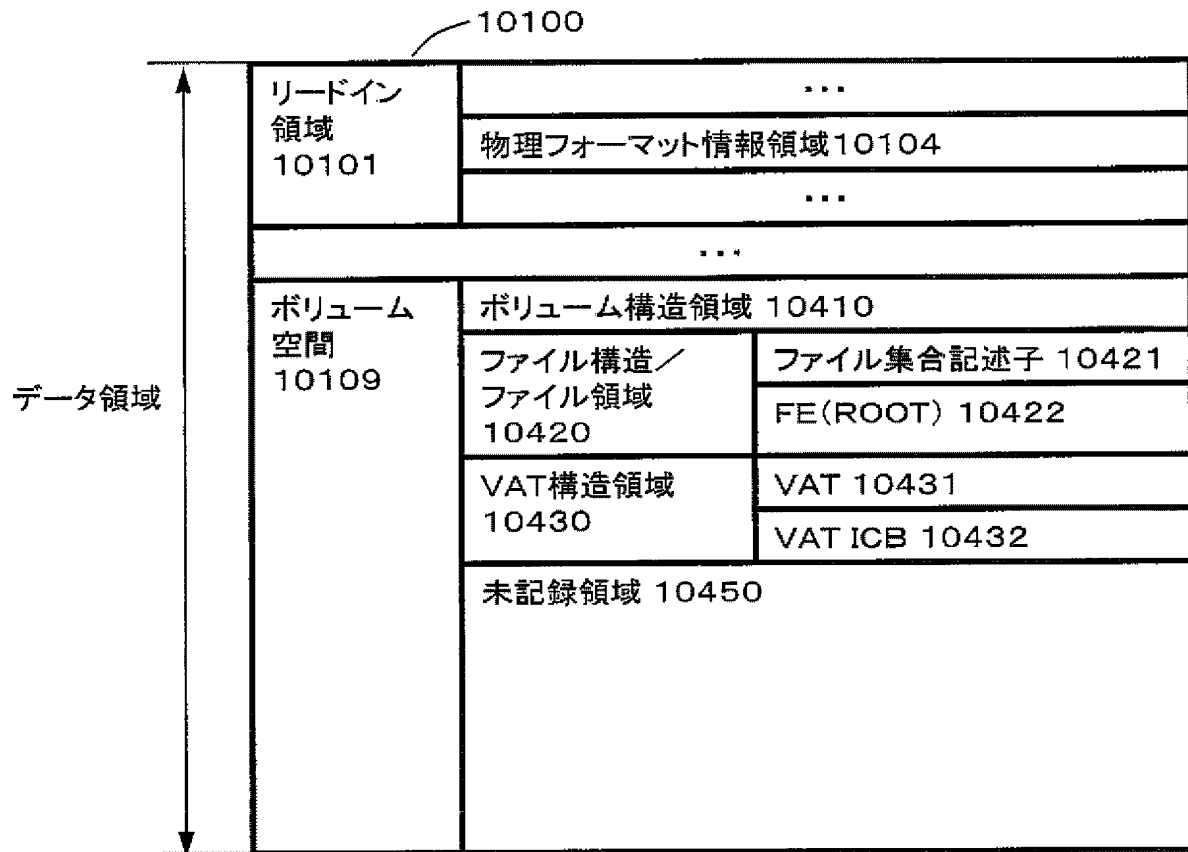 10100
リードイン
領域
10101
...
物理フォーマット情報領域10104
...
...
データ領域
ボリューム
空間
10109
ボリューム構造領域 10410
ファイル構造／
ファイル領域
10420
ファイル集合記述子 10421
FE(ROOT) 10422
VAT構造領域
10430
VAT 10431
VAT ICB 10432
未記録領域 10450